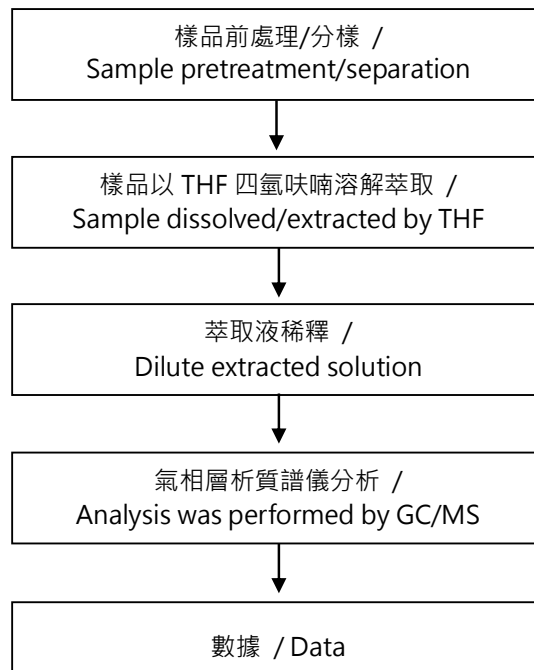 樣品前處理/分樣 /
Sample pretreatment/separation
樣品以 THF 四氫呋喃溶解萃取 /
Sample dissolved/extracted by THF
萃取液稀釋 /
Dilute extracted solution
氣相層析質譜儀分析 /
Analysis was performed by GC/MS
數據 / Data